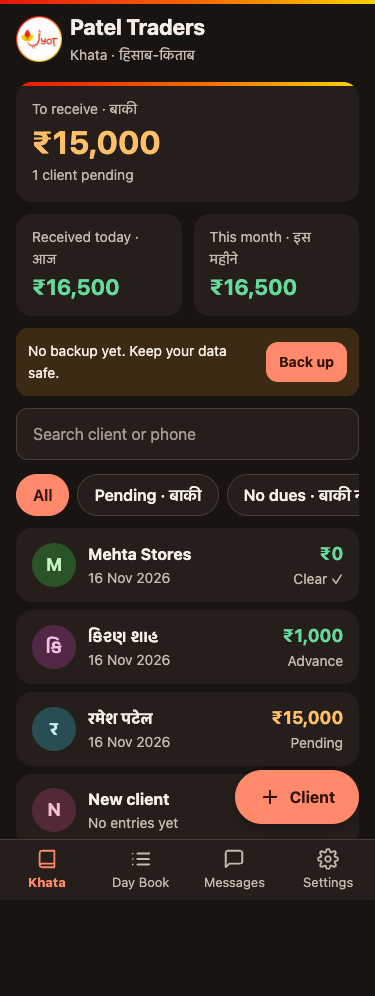 Jyot
Patel Traders
Khata · हिसाब-किताब
To receive · बाकी
₹15,000
1 client pending
Received today · आज
₹16,500
This month · इस महीने
₹16,500
No backup yet. Keep your data safe.
Back up
Search client or phone
All
Pending · बाकी
No dues · बाकी
M
Mehta Stores
₹0
16 Nov 2026
Clear ✓
કિ
કિરણ શાહ
₹1,000
16 Nov 2026
Advance
र
रमेश पटेल
₹15,000
16 Nov 2026
Pending
N
New client
No entries yet
+ Client
Khata
Day Book
Messages
Settings